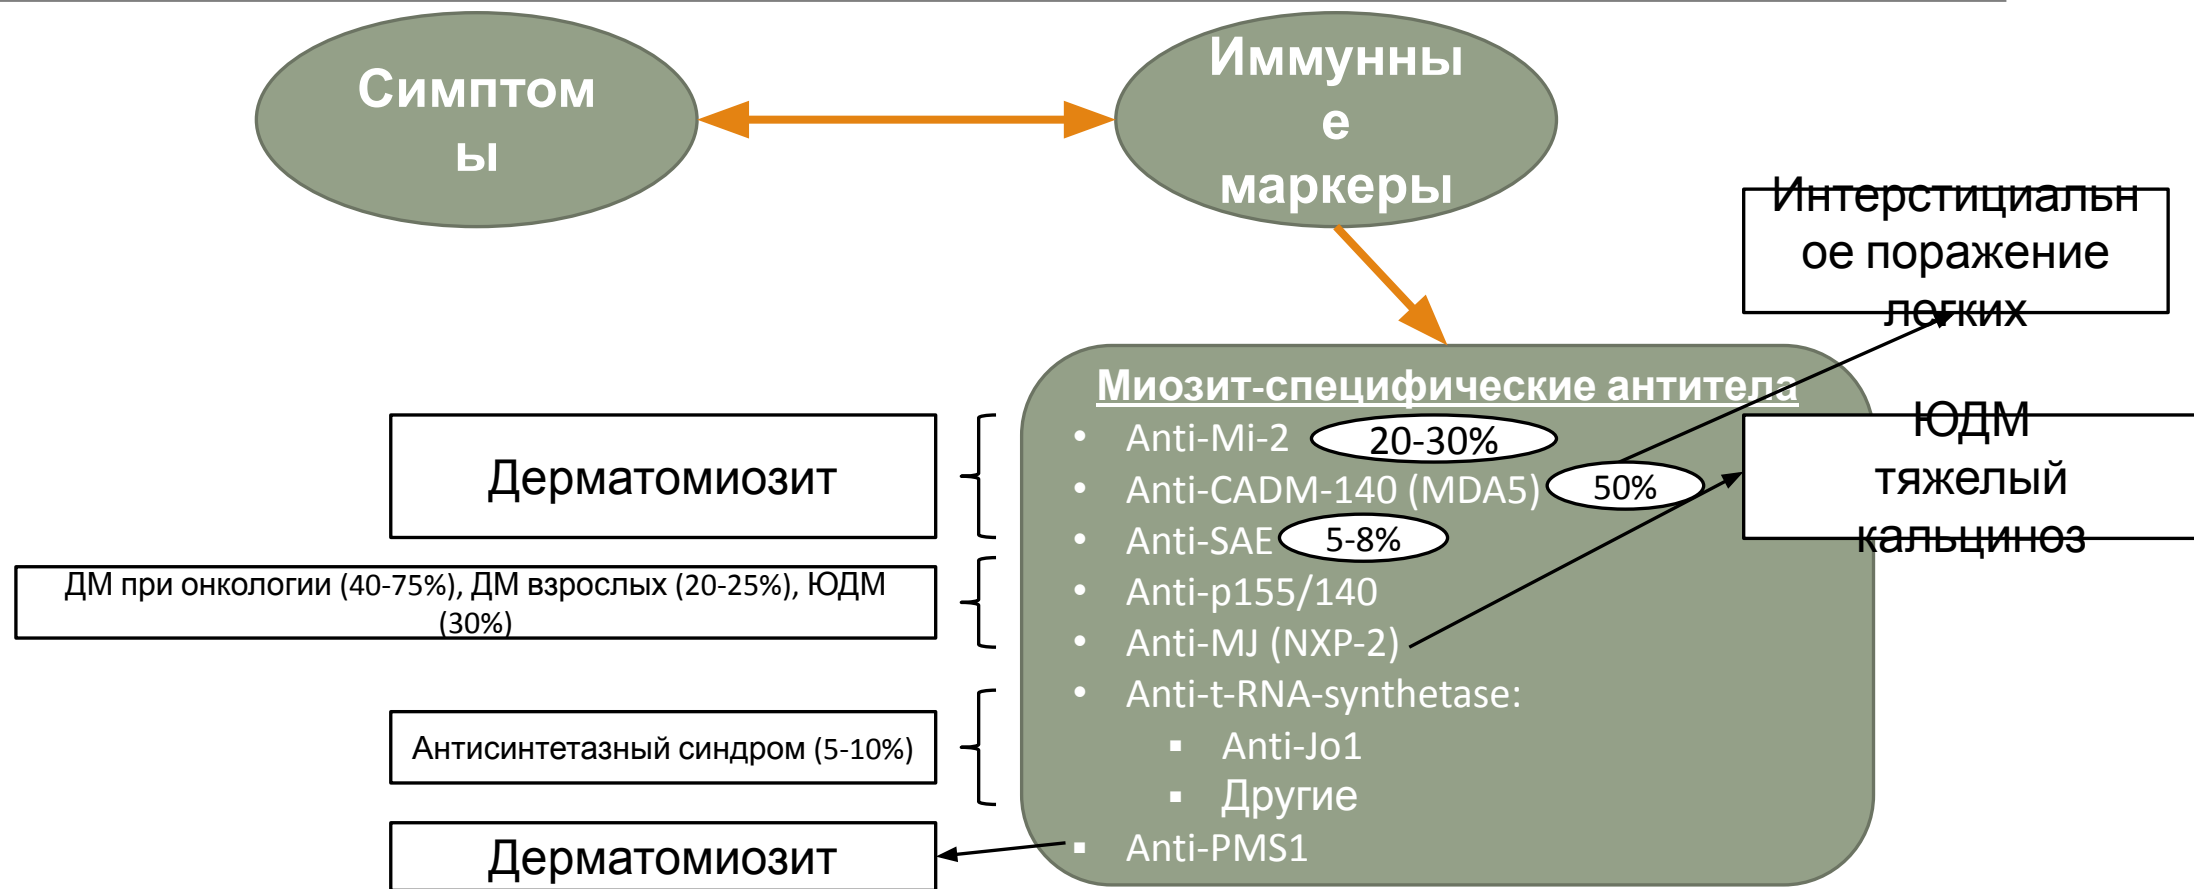 Симптом
ы
Иммунны
е
маркеры
Интерстициальн
ое поражение
легких
Миозит-специфические антитела
• Anti-Mi-2 20-30%
• Anti-CADM-140 (MDA5) 50%
• Anti-SAE 5-8%
• Anti-p155/140
• Anti-MJ (NXP-2)
• Anti-t-RNA-synthetase:
▪ Anti-Jo1
▪ Другие
▪ Anti-PMS1
ЮДМ
тяжелый
кальциноз
Дерматомиозит
ДМ при онкологии (40-75%), ДМ взрослых (20-25%), ЮДМ
(30%)
Антисинтетазный синдром (5-10%)
Дерматомиозит